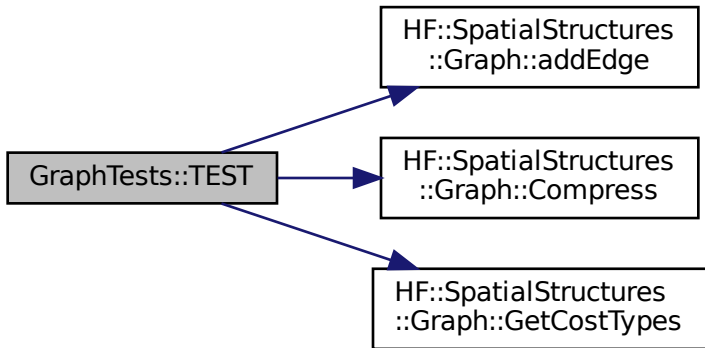 HF::SpatialStructures
::Graph::addEdge
GraphTests::TEST
HF::SpatialStructures
::Graph::Compress
HF::SpatialStructures
::Graph::GetCostTypes